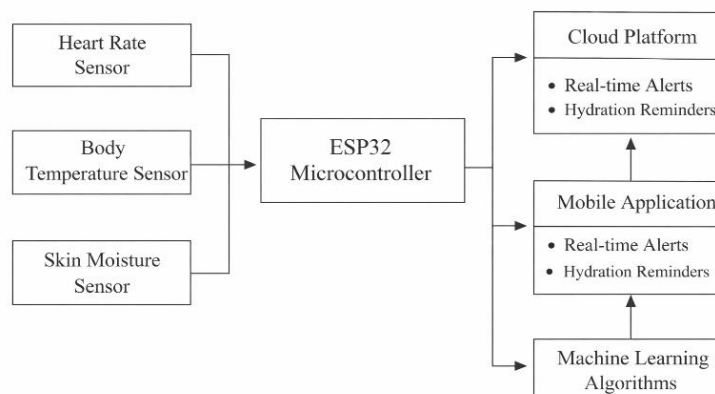 Heart Rate
Sensor
Body
Temperature Sensor
Skin Moisture
Sensor
ESP32
Microcontroller
Cloud Platform
• Real-time Alerts
• Hydration Reminders
Mobile Application
• Real-time Alerts
• Hydration Reminders
Machine Learning
Algorithms